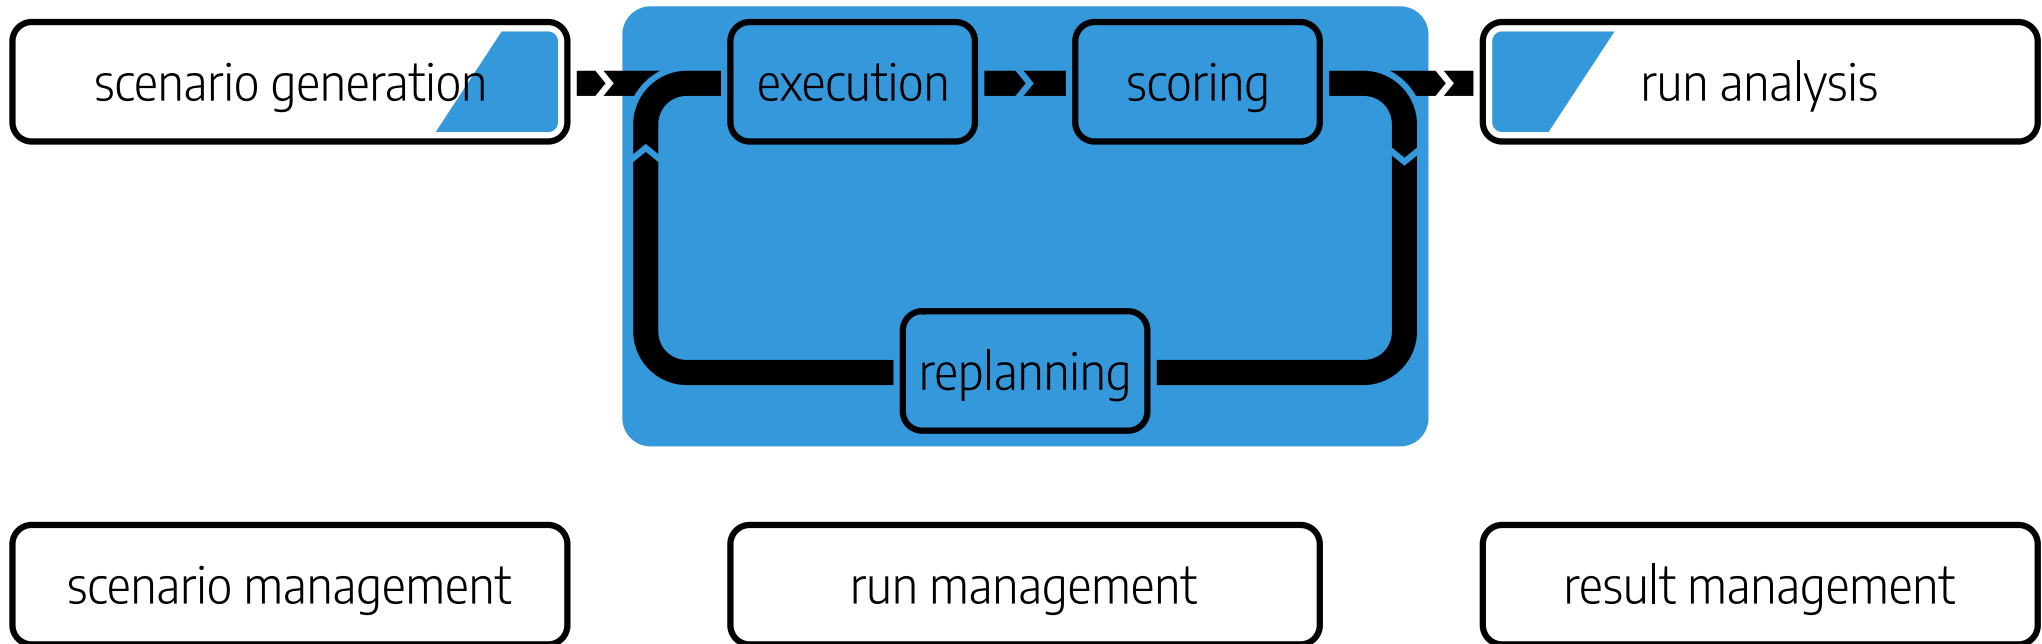 scenario generation
execution
scoring
run analysis
replanning
scenario management
run management
result management